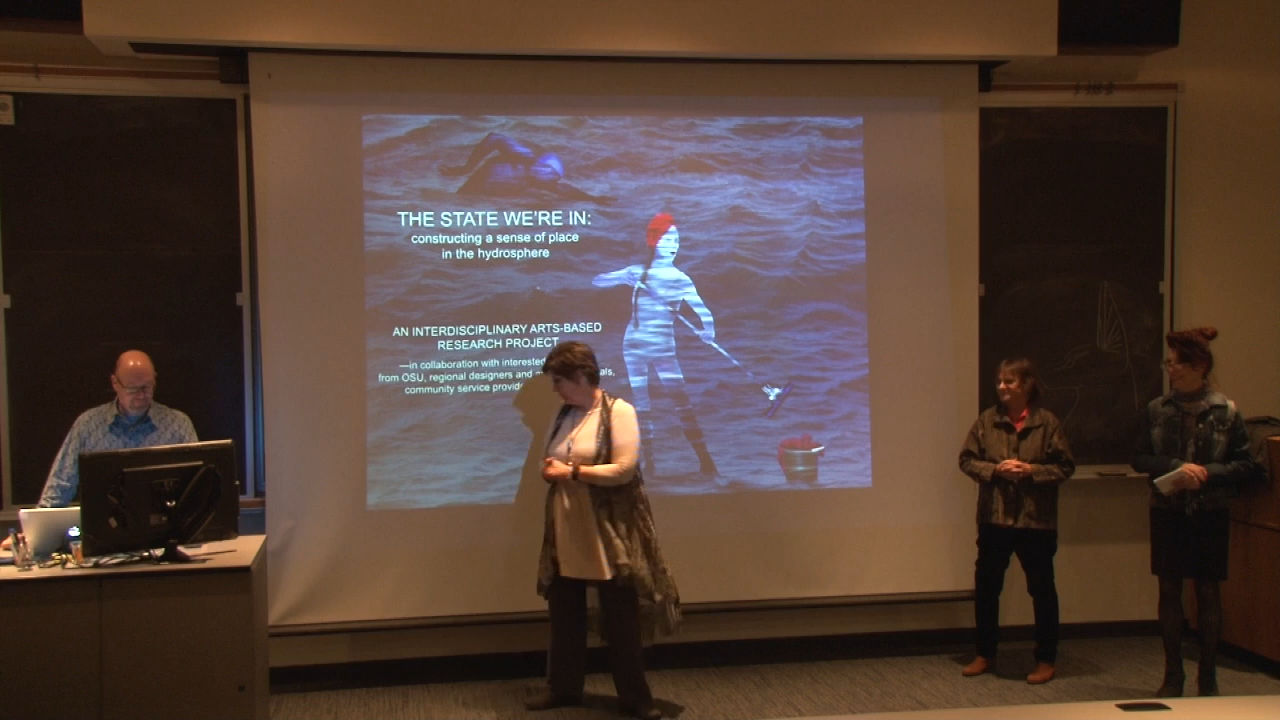 THE STATE WE'RE IN:
constructing a sense of place
in the hydrosphere
AN INTERDISCIPLINARY ARTS-BASED
RESEARCH PROJECT
—in collaboration with interested
from OSU, regional designers and
community service